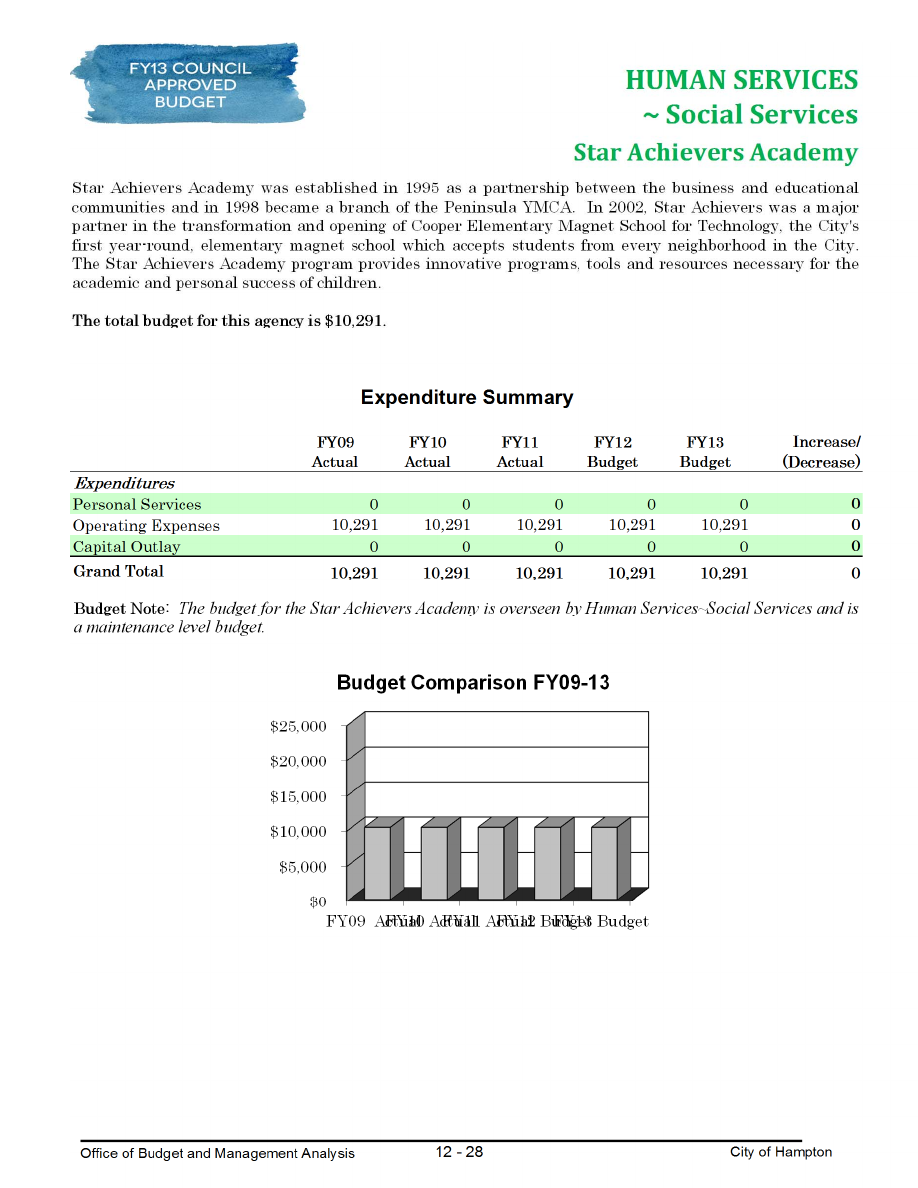 FY13 COUNCIL
APPROVED
BUDGET
HUMAN SERVICES
~ Social Services
Star Achievers Academy
Star Achievers Academy was established in 1995 as a partnership between the business and educational
communities and in 1998 became a branch of the Peninsula YMCA.  In 2002, Star Achievers was a major
partner in the transformation and opening of Cooper Elementary Magnet School for Technology, the City's
first year-round, elementary magnet school which accepts students from every neighborhood in the City.
The Star Achievers Academy program provides innovative programs, tools and resources necessary for the
academic and personal success of children.
The total budget for this agency is $10,291.
Expenditure Summary
FY09 FY10 FY11 FY12 FY13 Increase/
Actual Actual Actual Budget Budget (Decrease)
Expenditures
Personal Services 0 0 0 0 0 0
Operating Expenses 10,291 10,291 10,291 10,291 10,291 0
Capital Outlay 0 0 0 0 0 0
Grand Total 10,291 10,291 10,291 10,291 10,291 0
Budget Note:  The budget for the Star Achievers Academy is overseen by Human Services~Social Services and is
a maintenance level budget.
Budget Comparison FY09-13
$25,000
$20,000
$15,000
$10,000
$5,000
$0
FY09 Actual FY10 Actual FY11 Actual FY12 Budget FY13 Budget
Office of Budget and Management Analysis 12 - 28 City of Hampton